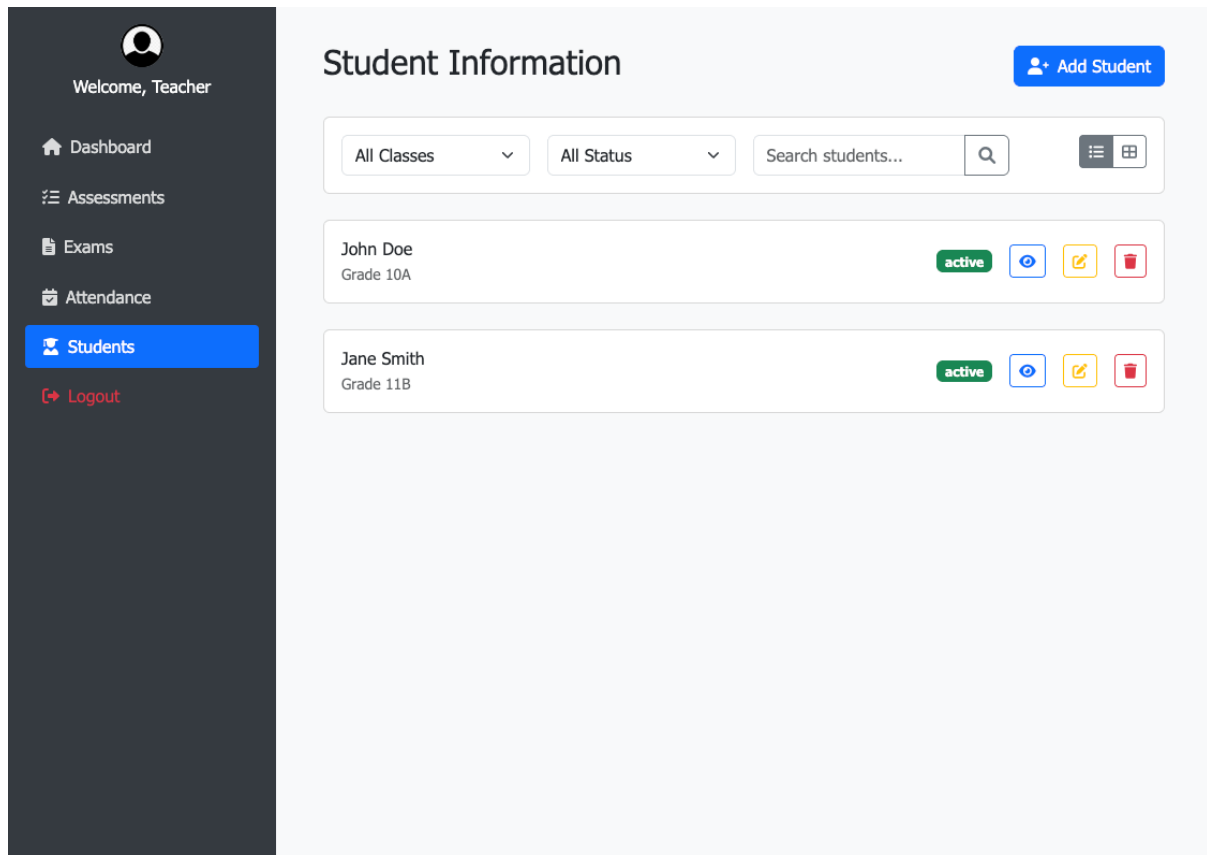 Welcome, Teacher
Dashboard
Assessments
Exams
Attendance
Students
Logout
Student Information
Add Student
All Classes
All Status
Search students...
John Doe
Grade 10A
active
Jane Smith
Grade 11B
active